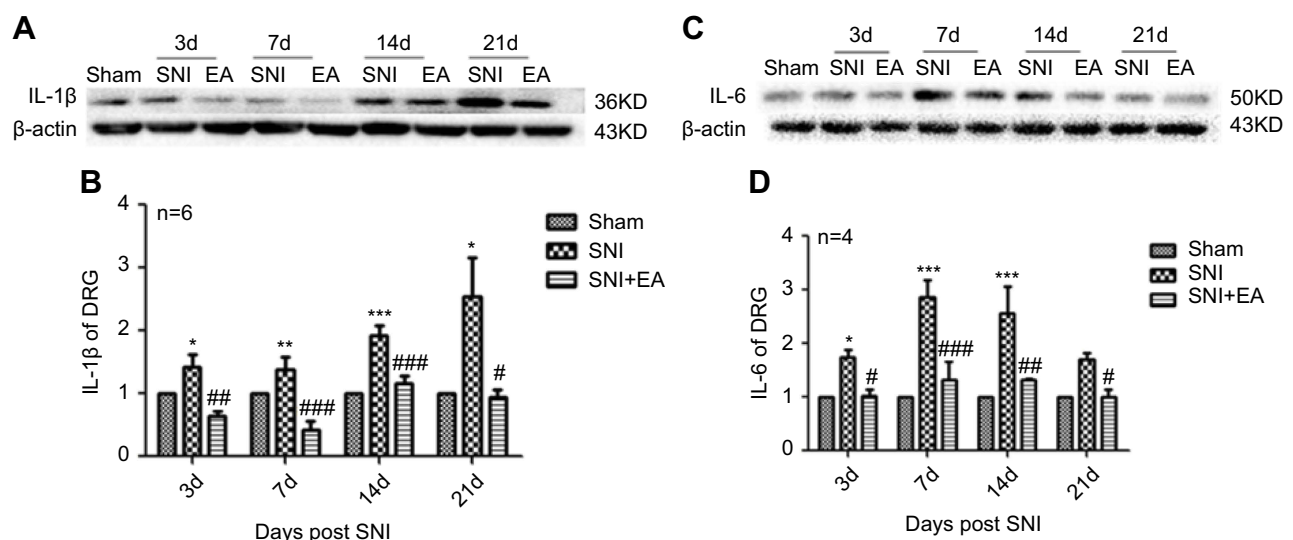 A
3d 7d 14d 21d
Sham SNI EA SNI EA SNI EA SNI EA
IL-1β 36KD
β-actin 43KD
B
4
n=6
3
2
1
0
IL-1β of DRG
* ## ** ### *** ### * #
3d 7d 14d 21d
Days post SNI
Sham
SNI
SNI+EA
C
3d 7d 14d 21d
Sham SNI EA SNI EA SNI EA SNI EA
IL-6 50KD
β-actin 43KD
D
4
n=4
3
2
1
0
IL-6 of DRG
* # *** ### *** ## #
3d 7d 14d 21d
Days post SNI
Sham
SNI
SNI+EA